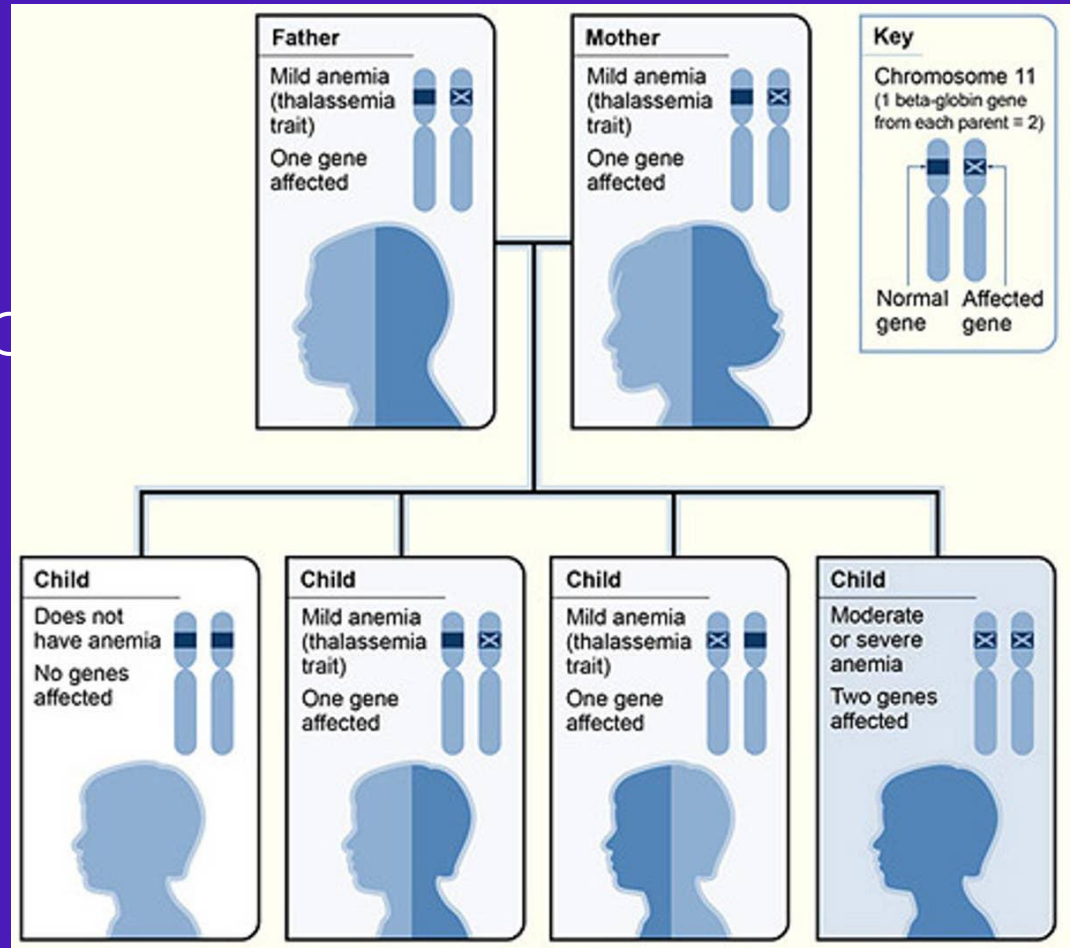 Father
Mild anemia
(thalassemia
trait)
One gene
affected
Mother
Mild anemia
(thalassemia
trait)
One gene
affected
Key
Chromosome 11
(1 beta-globin gene
from each parent = 2)
Normal
gene
Affected
gene
Child
Does not
have anemia
No genes
affected
Child
Mild anemia
(thalassemia
trait)
One gene
affected
Child
Mild anemia
(thalassemia
trait)
One gene
affected
Child
Moderate
or severe
anemia
Two genes
affected